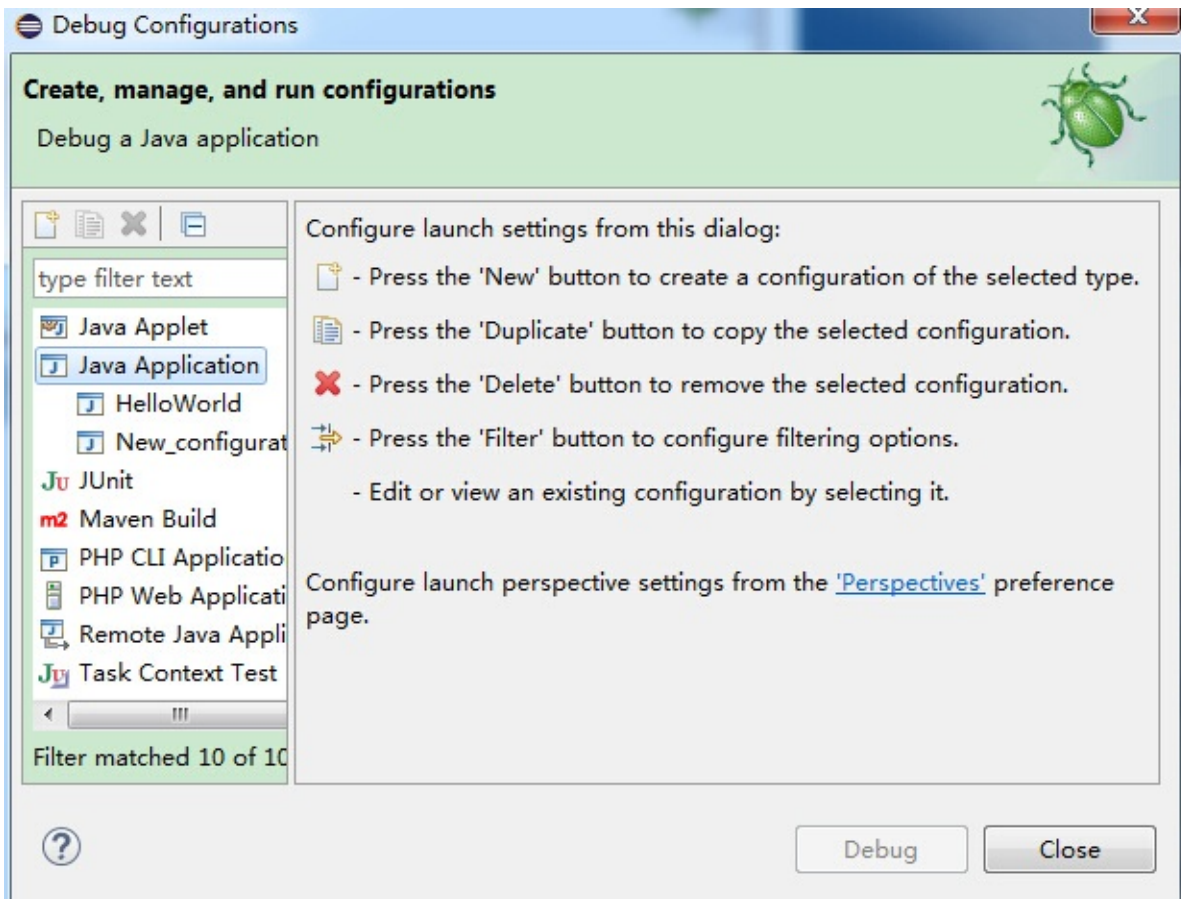 Debug Configurations
Create, manage, and run configurations
Debug a Java application
type filter text
Java Applet
Java Application
HelloWorld
New_configurat
JUnit
Maven Build
PHP CLI Applicatio
PHP Web Applicati
Remote Java Appli
Task Context Test
Filter matched 10 of 10
Configure launch settings from this dialog:
- Press the 'New' button to create a configuration of the selected type.
- Press the 'Duplicate' button to copy the selected configuration.
- Press the 'Delete' button to remove the selected configuration.
- Press the 'Filter' button to configure filtering options.
- Edit or view an existing configuration by selecting it.
Configure launch perspective settings from the 'Perspectives' preference
page.
Debug
Close